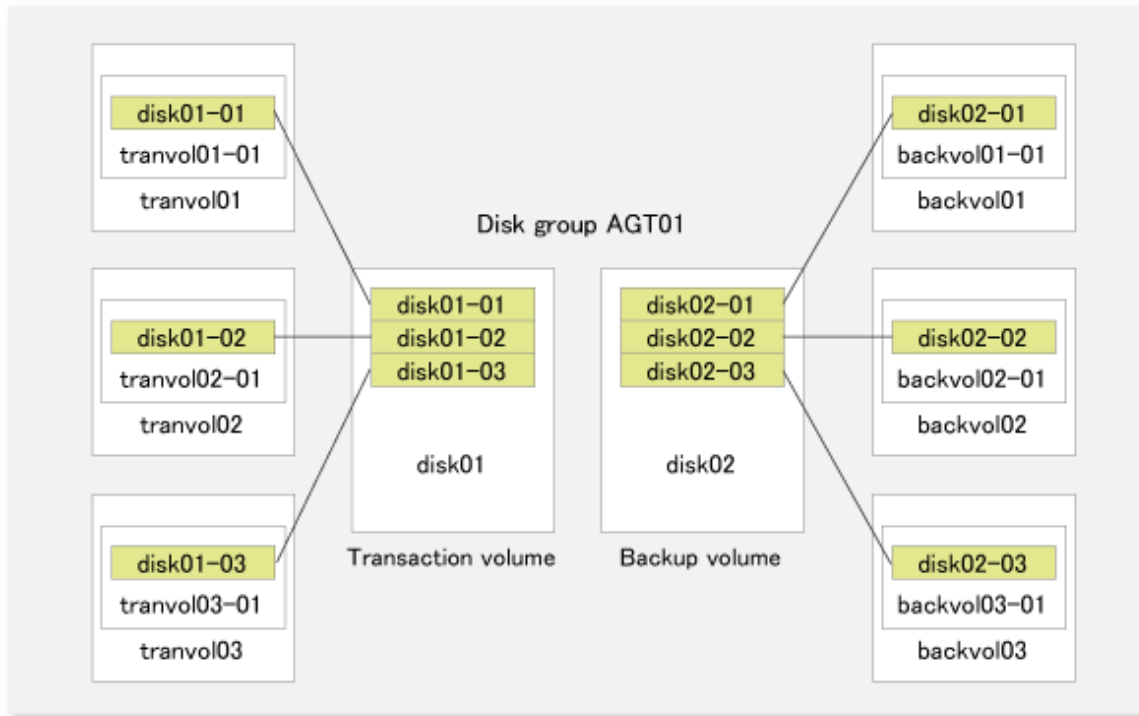 disk01-01
tranvol01-01
tranvol01
disk01-02
tranvol02-01
tranvol02
disk01-03
tranvol03-01
tranvol03
Disk group AGT01
disk01-01
disk01-02
disk01-03
disk01
Transaction volume
disk02-01
disk02-02
disk02-03
disk02
Backup volume
disk02-01
backvol01-01
backvol01
disk02-02
backvol02-01
backvol02
disk02-03
backvol03-01
backvol03